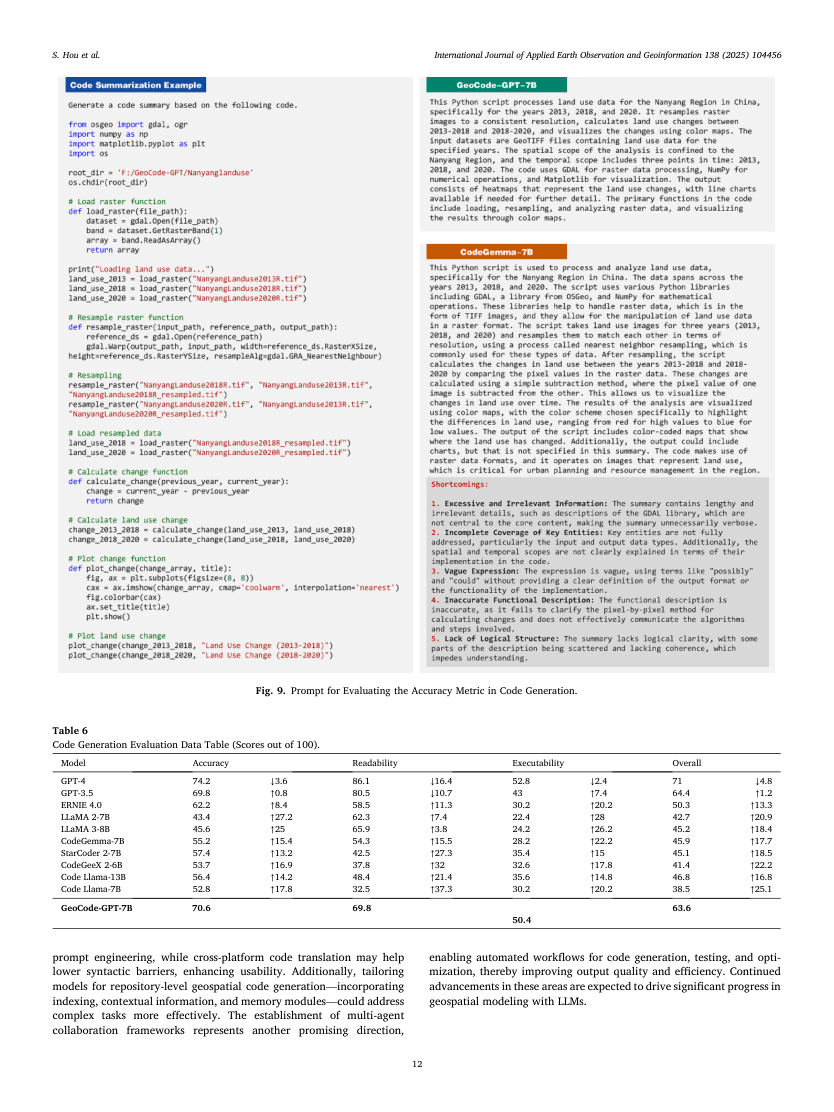 S. Hou et al.
International Journal of Applied Earth Observation and Geoinformation 138 (2025) 104456
Code Summarization Example
Generate a code summary based on the following code.
from osgeo import gdal, ogr
import numpy as np
import matplotlib.pyplot as plt
import os
root_dir = 'F:/GeoCode-GPT/Nanyanglanduse'
os.chdir(root_dir)
# Load raster function
def load_raster(file_path):
    dataset = gdal.Open(file_path)
    band = dataset.GetRasterBand(1)
    array = band.ReadAsArray()
    return array
print("Loading land use data...")
land_use_2013 = load_raster("NanyangLanduse2013R.tif")
land_use_2018 = load_raster("NanyangLanduse2018R.tif")
land_use_2020 = load_raster("NanyangLanduse2020R.tif")
# Resample raster function
def resample_raster(input_path, reference_path, output_path):
    reference_ds = gdal.Open(reference_path)
    gdal.Warp(output_path, input_path, width=reference_ds.RasterXSize,
height=reference_ds.RasterYSize, resampleAlg=gdal.GRA_NearestNeighbour)
# Resampling
resample_raster("NanyangLanduse2018R.tif", "NanyangLanduse2013R.tif",
"NanyangLanduse2018R_resampled.tif")
resample_raster("NanyangLanduse2020R.tif", "NanyangLanduse2013R.tif",
"NanyangLanduse2020R_resampled.tif")
# Load resampled data
land_use_2018 = load_raster("NanyangLanduse2018R_resampled.tif")
land_use_2020 = load_raster("NanyangLanduse2020R_resampled.tif")
# Calculate change function
def calculate_change(previous_year, current_year):
    change = current_year - previous_year
    return change
# Calculate land use change
change_2013_2018 = calculate_change(land_use_2013, land_use_2018)
change_2018_2020 = calculate_change(land_use_2018, land_use_2020)
# Plot change function
def plot_change(change_array, title):
    fig, ax = plt.subplots(figsize=(8, 8))
    cax = ax.imshow(change_array, cmap='coolwarm', interpolation='nearest')
    fig.colorbar(cax)
    ax.set_title(title)
    plt.show()
# Plot land use change
plot_change(change_2013_2018, "Land Use Change (2013-2018)")
plot_change(change_2018_2020, "Land Use Change (2018-2020)")
GeoCode-GPT-7B
This Python script processes land use data for the Nanyang Region in China,
specifically for the years 2013, 2018, and 2020. It resamples raster
images to a consistent resolution, calculates land use changes between
2013-2018 and 2018-2020, and visualizes the changes using color maps. The
input datasets are GeoTIFF files containing land use data for the
specified years. The spatial scope of the analysis is confined to the
Nanyang Region, and the temporal scope includes three points in time: 2013,
2018, and 2020. The code uses GDAL for raster data processing, NumPy for
numerical operations, and Matplotlib for visualization. The output
consists of heatmaps that represent the land use changes, with line charts
available if needed for further detail. The primary functions in the code
include loading, resampling, and analyzing raster data, and visualizing
the results through color maps.
CodeGemma-7B
This Python script is used to process and analyze land use data,
specifically for the Nanyang Region in China. The data spans across the
years 2013, 2018, and 2020. The script uses various Python libraries
including GDAL, a library from OSGeo, and NumPy for mathematical
operations. These libraries help to handle raster data, which is in the
form of TIFF images, and they allow for the manipulation of land use data
in a raster format. The script takes land use images for three years (2013,
2018, and 2020) and resamples them to match each other in terms of
resolution, using a process called nearest neighbor resampling, which is
commonly used for these types of data. After resampling, the script
calculates the changes in land use between the years 2013-2018 and 2018-
2020 by comparing the pixel values in the raster data. These changes are
calculated using a simple subtraction method, where the pixel value of one
image is subtracted from the other. This allows us to visualize the
changes in land use over time. The results of the analysis are visualized
using color maps, with the color scheme chosen specifically to highlight
the differences in land use, ranging from red for high values to blue for
low values. The output of the script includes color-coded maps that show
where the land use has changed. Additionally, the output could include
charts, but that is not specified in this summary. The code makes use of
raster data formats, and it operates on images that represent land use,
which is critical for urban planning and resource management in the region.
Shortcomings:
1. Excessive and Irrelevant Information: The summary contains lengthy and
irrelevant details, such as descriptions of the GDAL library, which are
not central to the core content, making the summary unnecessarily verbose.
2. Incomplete Coverage of Key Entities: Key entities are not fully
addressed, particularly the input and output data types. Additionally, the
spatial and temporal scopes are not clearly explained in terms of their
implementation in the code.
3. Vague Expression: The expression is vague, using terms like "possibly"
and "could" without providing a clear definition of the output format or
the functionality of the implementation.
4. Inaccurate Functional Description: The functional description is
inaccurate, as it fails to clarify the pixel-by-pixel method for
calculating changes and does not effectively communicate the algorithms
and steps involved.
5. Lack of Logical Structure: The summary lacks logical clarity, with some
parts of the description being scattered and lacking coherence, which
impedes understanding.
Fig. 9. Prompt for Evaluating the Accuracy Metric in Code Generation.
Table 6
Code Generation Evaluation Data Table (Scores out of 100).
Model Accuracy Readability Executability Overall
GPT-4 74.2 ↓3.6 86.1 ↓16.4 52.8 ↓2.4 71 ↓4.8
GPT-3.5 69.8 ↑0.8 80.5 ↓10.7 43 ↑7.4 64.4 ↑1.2
ERNIE 4.0 62.2 ↑8.4 58.5 ↑11.3 30.2 ↑20.2 50.3 ↑13.3
LLaMA 2-7B 43.4 ↑27.2 62.3 ↑7.4 22.4 ↑28 42.7 ↑20.9
LLaMA 3-8B 45.6 ↑25 65.9 ↑3.8 24.2 ↑26.2 45.2 ↑18.4
CodeGemma-7B 55.2 ↑15.4 54.3 ↑15.5 28.2 ↑22.2 45.9 ↑17.7
StarCoder 2-7B 57.4 ↑13.2 42.5 ↑27.3 35.4 ↑15 45.1 ↑18.5
CodeGeeX 2-6B 53.7 ↑16.9 37.8 ↑32 32.6 ↑17.8 41.4 ↑22.2
Code Llama-13B 56.4 ↑14.2 48.4 ↑21.4 35.6 ↑14.8 46.8 ↑16.8
Code Llama-7B 52.8 ↑17.8 32.5 ↑37.3 30.2 ↑20.2 38.5 ↑25.1
GeoCode-GPT-7B 70.6 69.8 63.6
50.4
prompt engineering, while cross-platform code translation may help
lower syntactic barriers, enhancing usability. Additionally, tailoring
models for repository-level geospatial code generation—incorporating
indexing, contextual information, and memory modules—could address
complex tasks more effectively. The establishment of multi-agent
collaboration frameworks represents another promising direction,
enabling automated workflows for code generation, testing, and opti-
mization, thereby improving output quality and efficiency. Continued
advancements in these areas are expected to drive significant progress in
geospatial modeling with LLMs.
12